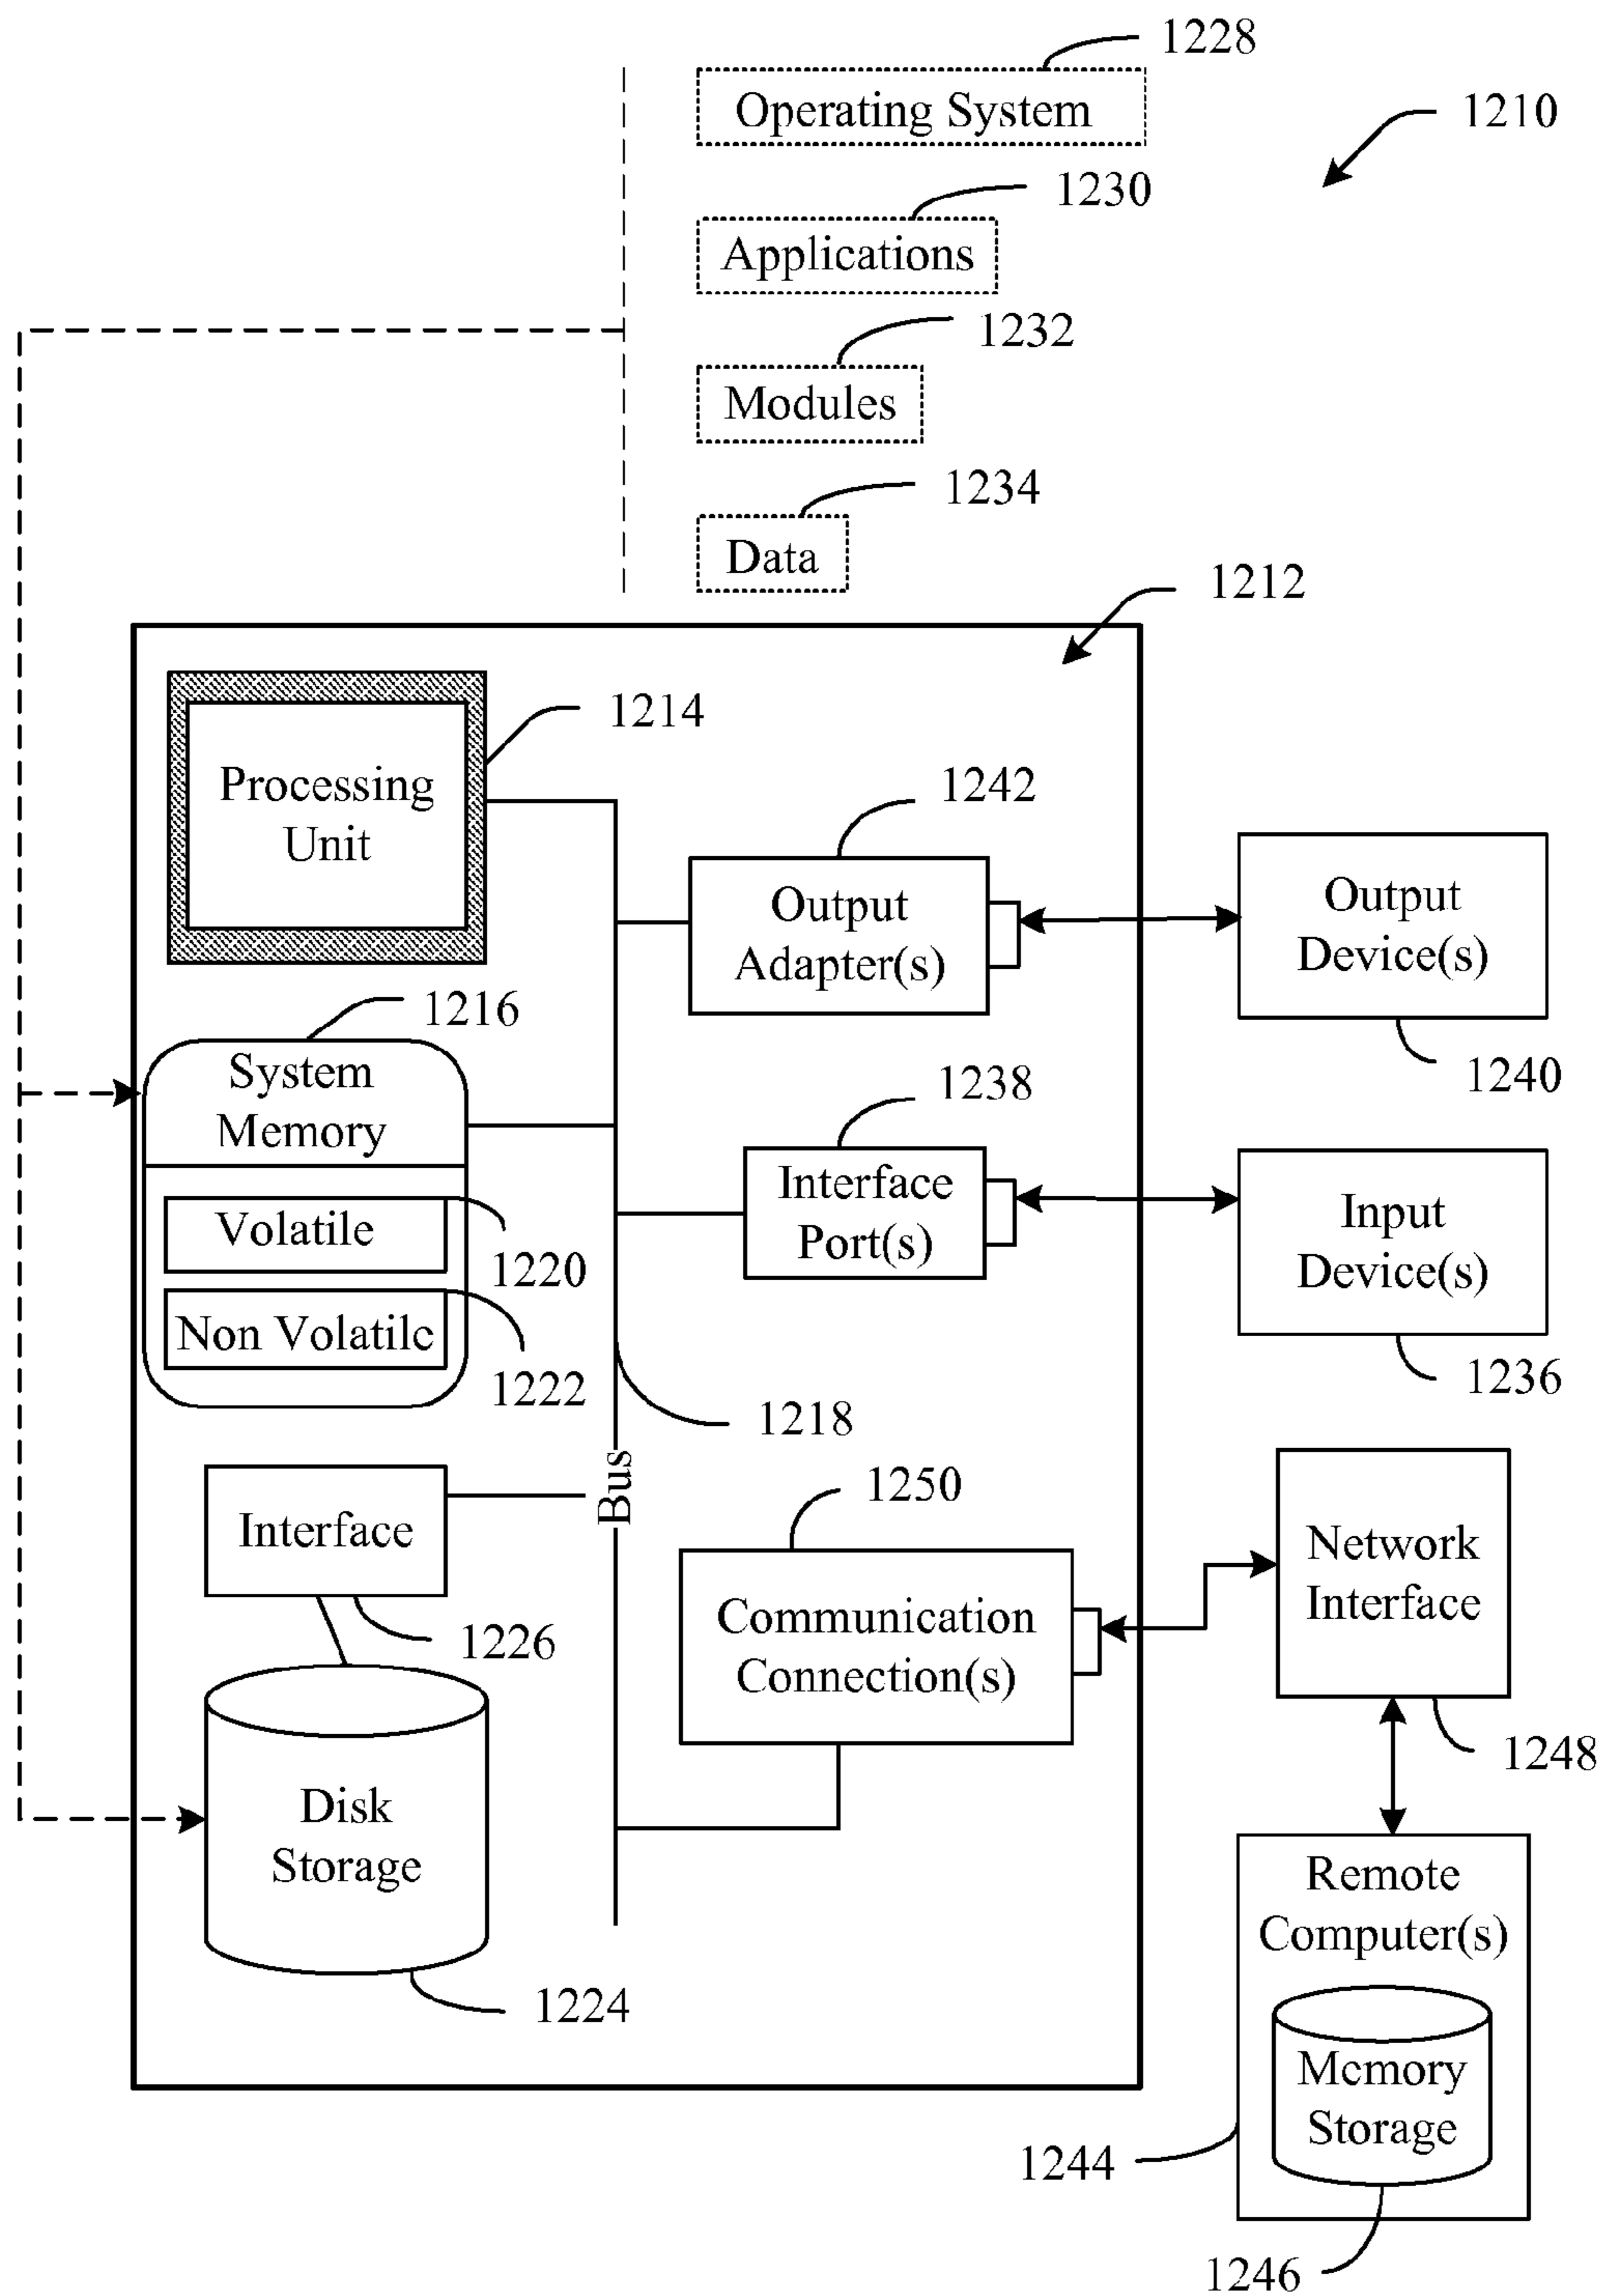 1228
Operating System
1210
1230
Applications
1232
Modules
1234
Data
1212
1214
Processing
Unit
1242
Output
Adapter(s)
Output
Device(s)
1240
1216
System
Memory
1238
Interface
Port(s)
Input
Device(s)
1236
Volatile
1220
Non Volatile
1222
1218
Bus
1250
Interface
1226
Communication
Connection(s)
Network
Interface
1248
Disk
Storage
1224
Remote
Computer(s)
Memory
Storage
1244
1246